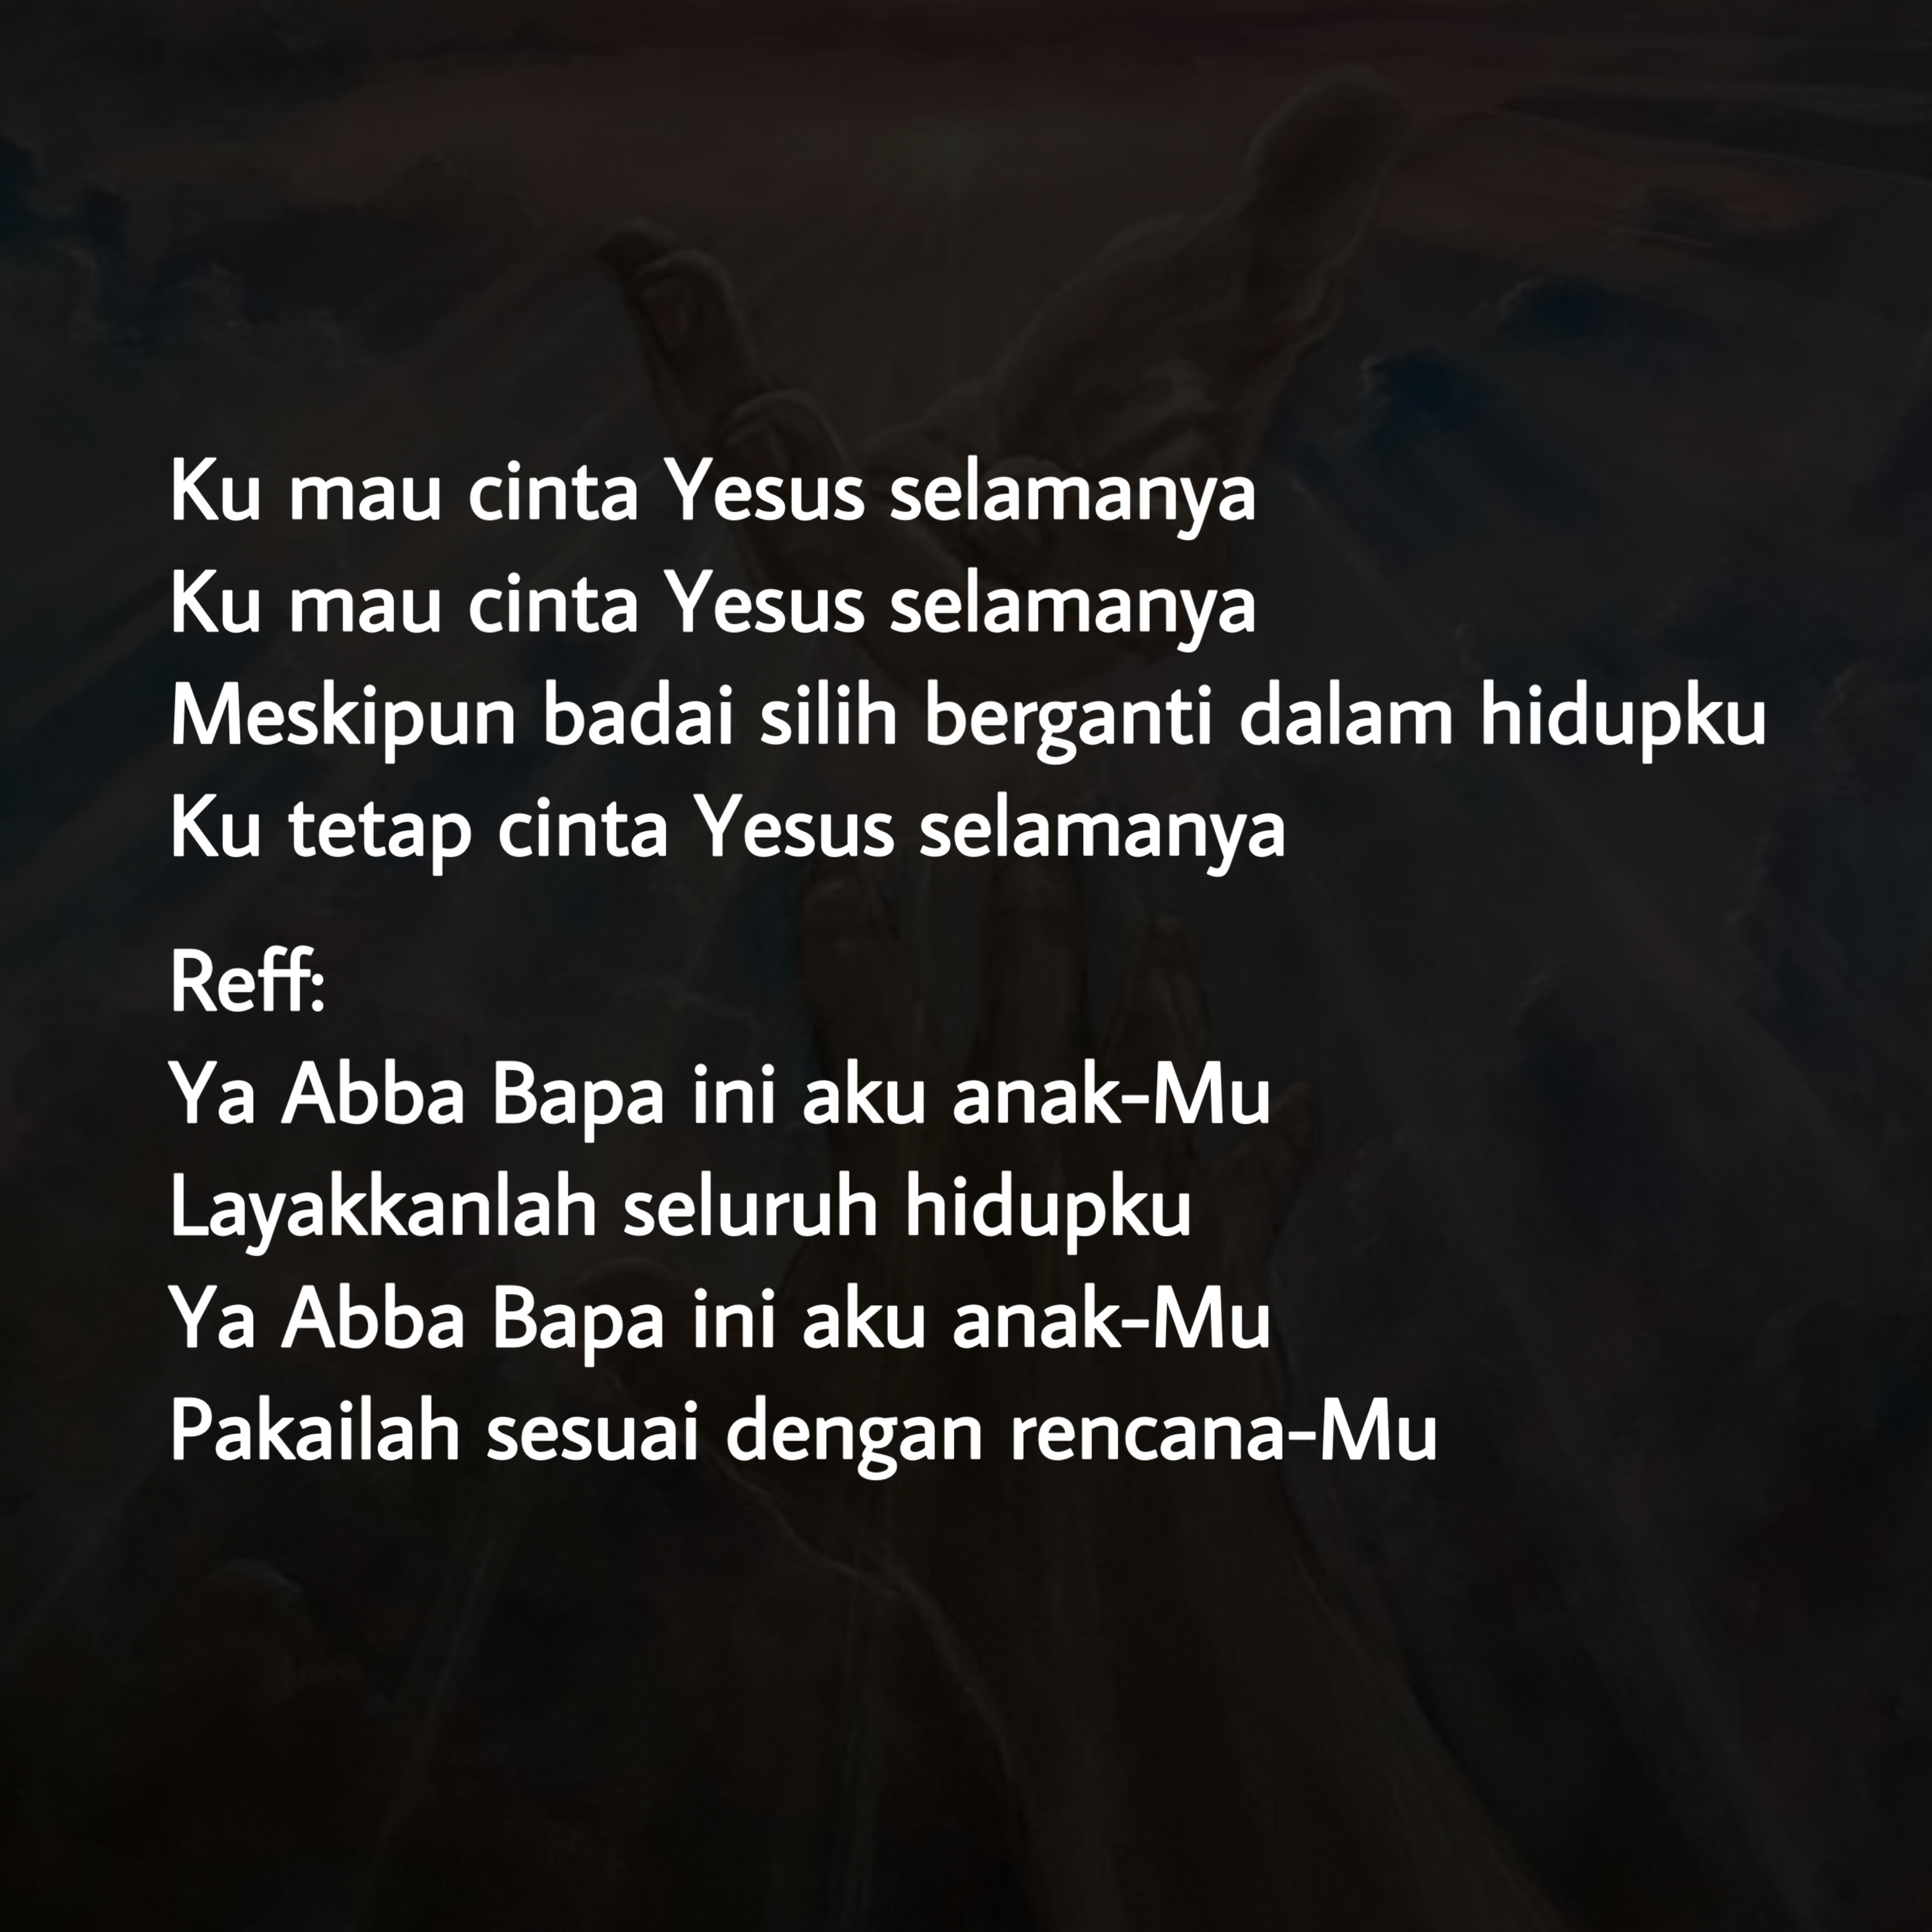 Ku mau cinta Yesus selamanya
Ku mau cinta Yesus selamanya
Meskipun badai silih berganti dalam hidupku
Ku tetap cinta Yesus selamanya
Reff:
Ya Abba Bapa ini aku anak-Mu
Layakkanlah seluruh hidupku
Ya Abba Bapa ini aku anak-Mu
Pakailah sesuai dengan rencana-Mu